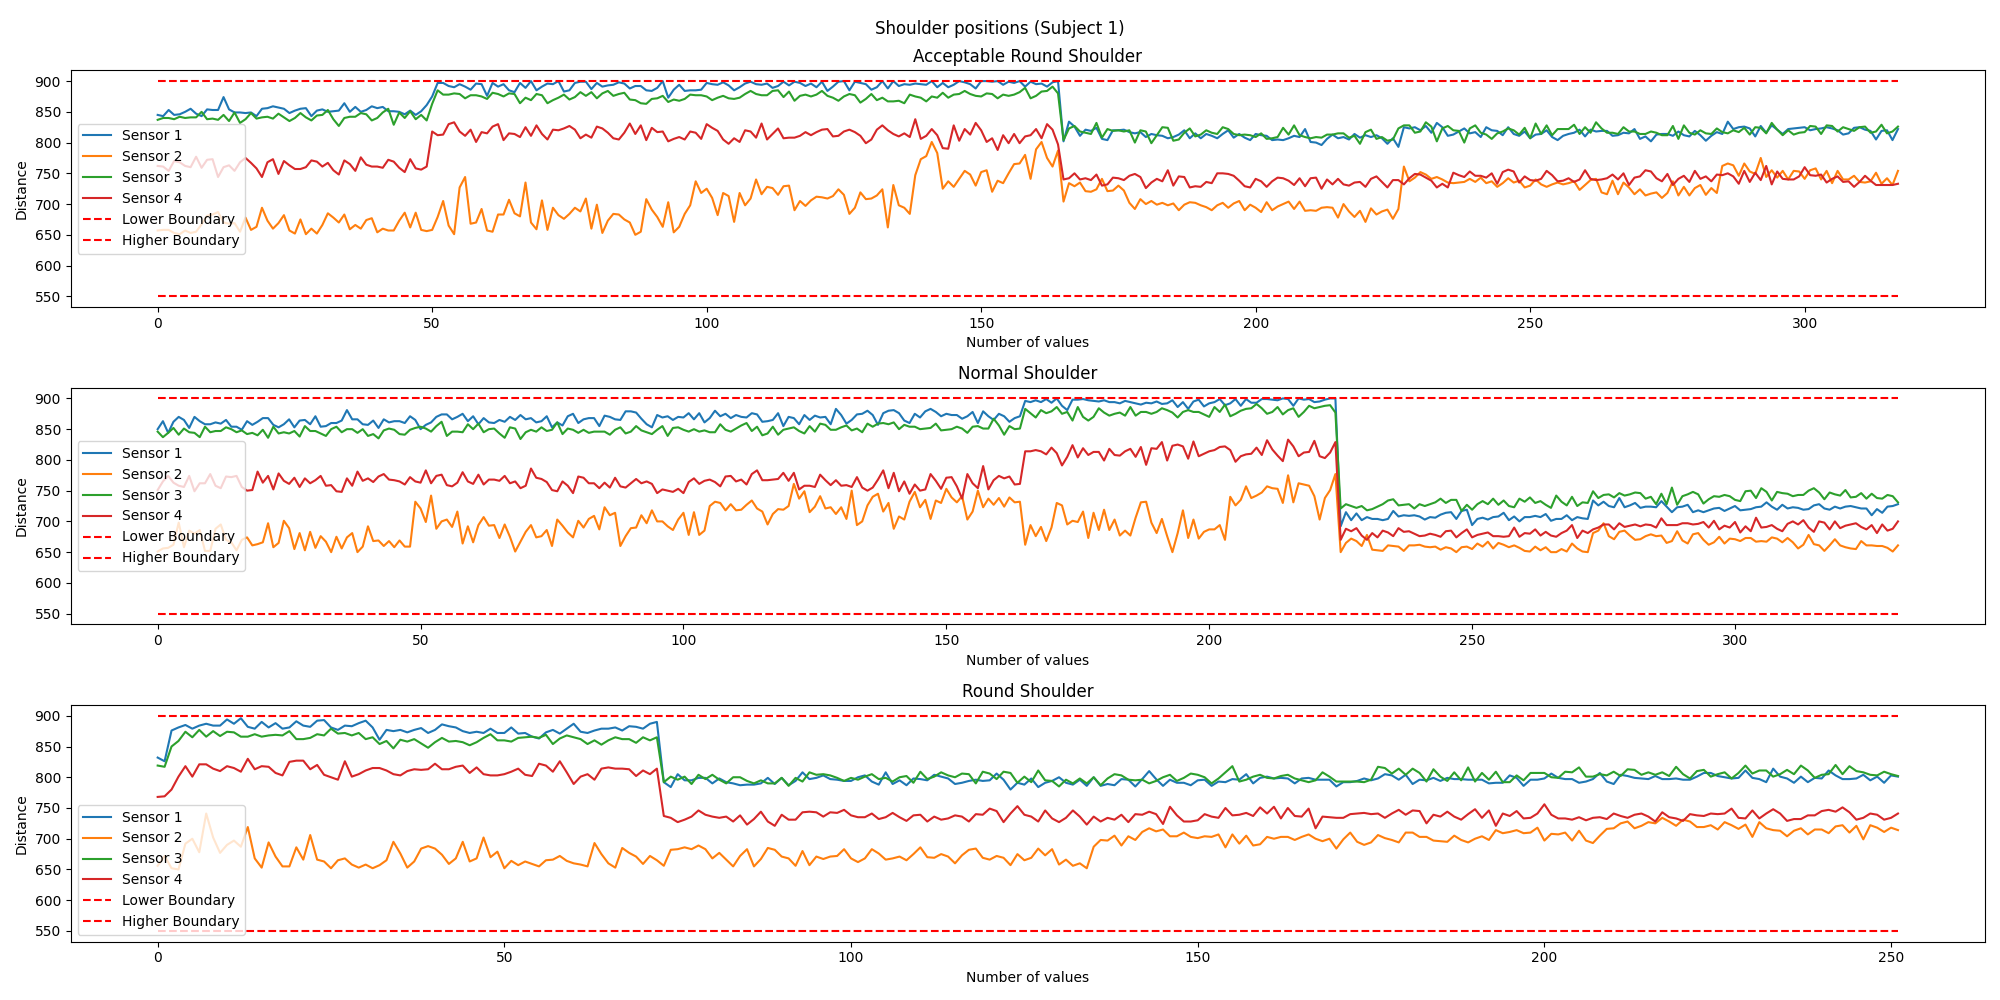 Shoulder positions (Subject 1)
Acceptable Round Shoulder
Distance
900
850
800
750
700
650
600
550
Sensor 1
Sensor 2
Sensor 3
Sensor 4
Lower Boundary
Higher Boundary
0 50 100 150 200 250 300
Number of values
Normal Shoulder
Distance
900
850
800
750
700
650
600
550
Sensor 1
Sensor 2
Sensor 3
Sensor 4
Lower Boundary
Higher Boundary
0 50 100 150 200 250 300
Number of values
Round Shoulder
Distance
900
850
800
750
700
650
600
550
Sensor 1
Sensor 2
Sensor 3
Sensor 4
Lower Boundary
Higher Boundary
0 50 100 150 200 250
Number of values